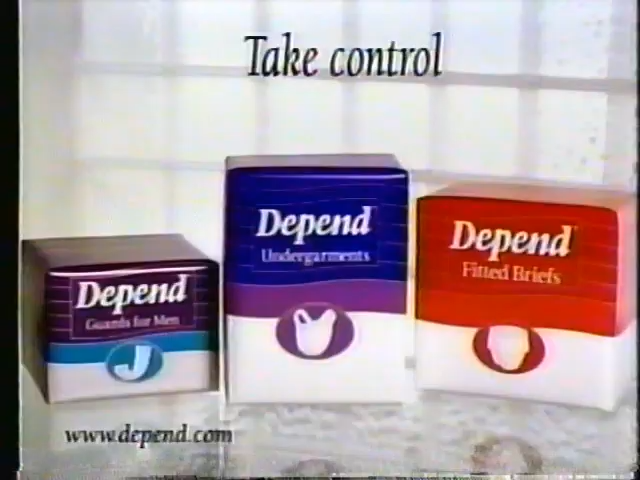 Take control
Depend
Undergarments
Depend
Fitted Briefs
Depend
Guards for Men
www.depend.com